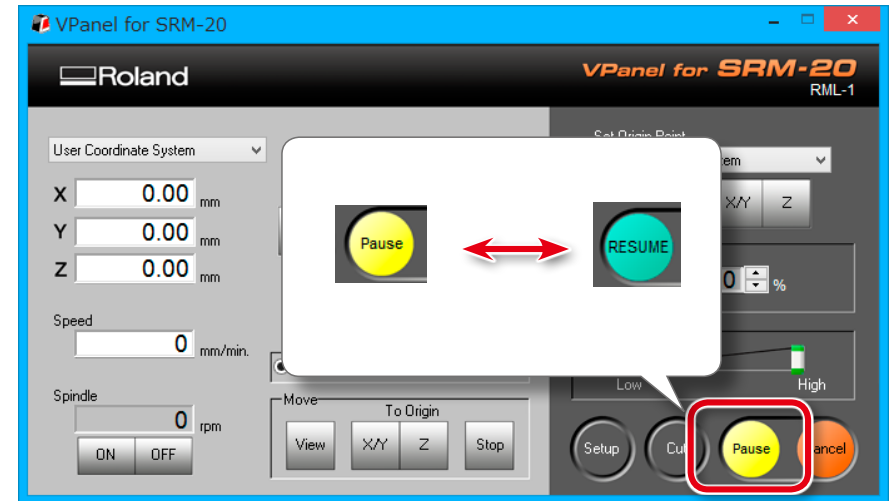 VPanel for SRM-20
Roland
VPanel for SRM-20
RML-1
User Coordinate System
X 0.00 mm
Y 0.00 mm
Z 0.00 mm
Speed
0 mm/min.
Spindle
0 rpm
ON OFF
Pause
RESUME
Move
To Origin
View X/Y Z Stop
Set Origin Point
X/Y Z
0 %
Low High
Setup
Pause